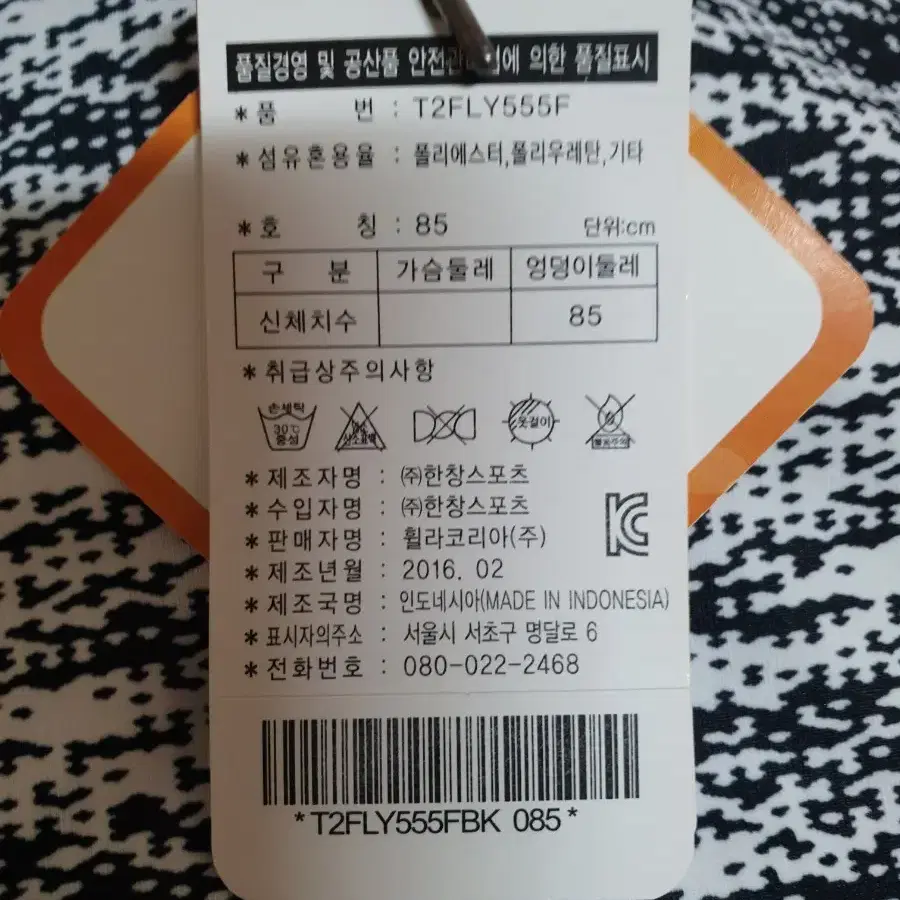 품질경영 및 공산품 안전관리법에 의한 품질표시
*품 번 : T2FLY555F
*섬유혼용율 : 폴리에스터,폴리우레탄,기타
*호 칭 : 85 단위:cm
구 분 가슴둘레 엉덩이둘레
신체치수 85
*취급상주의사항
손세탁 30℃ 중성 옷걸이
*제조자명 : ㈜한창스포츠
*수입자명 : ㈜한창스포츠
*판매자명 : 휠라코리아(주)
*제조년월 : 2016. 02
*제조국명 : 인도네시아(MADE IN INDONESIA)
*표시자의주소 : 서울시 서초구 명달로 6
*전화번호 : 080-022-2468
*T2FLY555FBK 085*